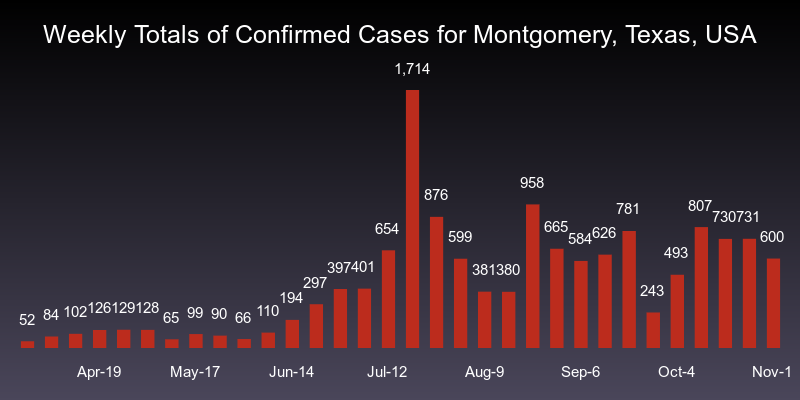 Weekly Totals of Confirmed Cases for Montgomery, Texas, USA
52 84 102 126 129 128 65 99 90 66 110 194 297 397 401 654 1,714 876 599 381 380 958 665 584 626 781 243 493 807 730 731 600
Apr-19 May-17 Jun-14 Jul-12 Aug-9 Sep-6 Oct-4 Nov-1